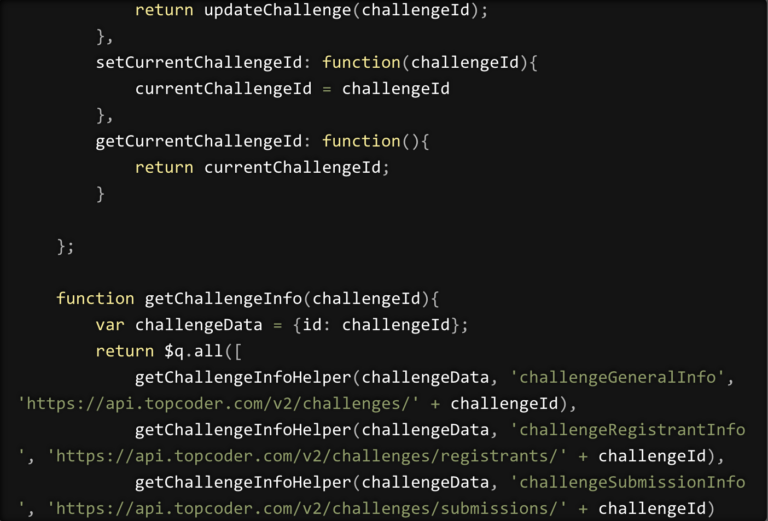 return updateChallenge(challengeId);
},
setCurrentChallengeId: function(challengeId){
currentChallengeId = challengeId
},
getCurrentChallengeId: function(){
return currentChallengeId;
}
};
function getChallengeInfo(challengeId){
var challengeData = {id: challengeId};
return $q.all([
getChallengeInfoHelper(challengeData, 'challengeGeneralInfo',
'https://api.topcoder.com/v2/challenges/' + challengeId),
getChallengeInfoHelper(challengeData, 'challengeRegistrantInfo
', 'https://api.topcoder.com/v2/challenges/registrants/' + challengeId),
getChallengeInfoHelper(challengeData, 'challengeSubmissionInfo
', 'https://api.topcoder.com/v2/challenges/submissions/' + challengeId)